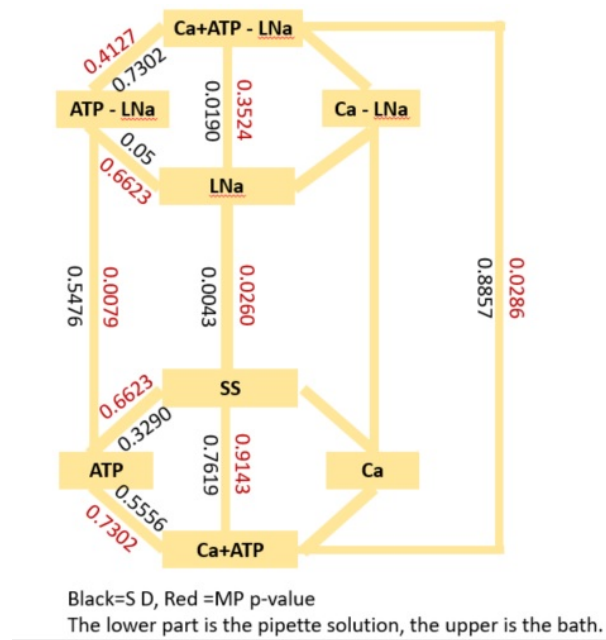 Ca+ATP - LNa
0.4127
0.7302
ATP - LNa
0.0190
0.3524
Ca - LNa
0.05
0.6623
LNa
0.5476
0.0079
0.0043
0.0260
0.8857
0.0286
SS
0.6623
0.3290
ATP
0.7619
0.9143
Ca
0.5556
0.7302
Ca+ATP
Black=S D, Red =MP p-value
The lower part is the pipette solution, the upper is the bath.